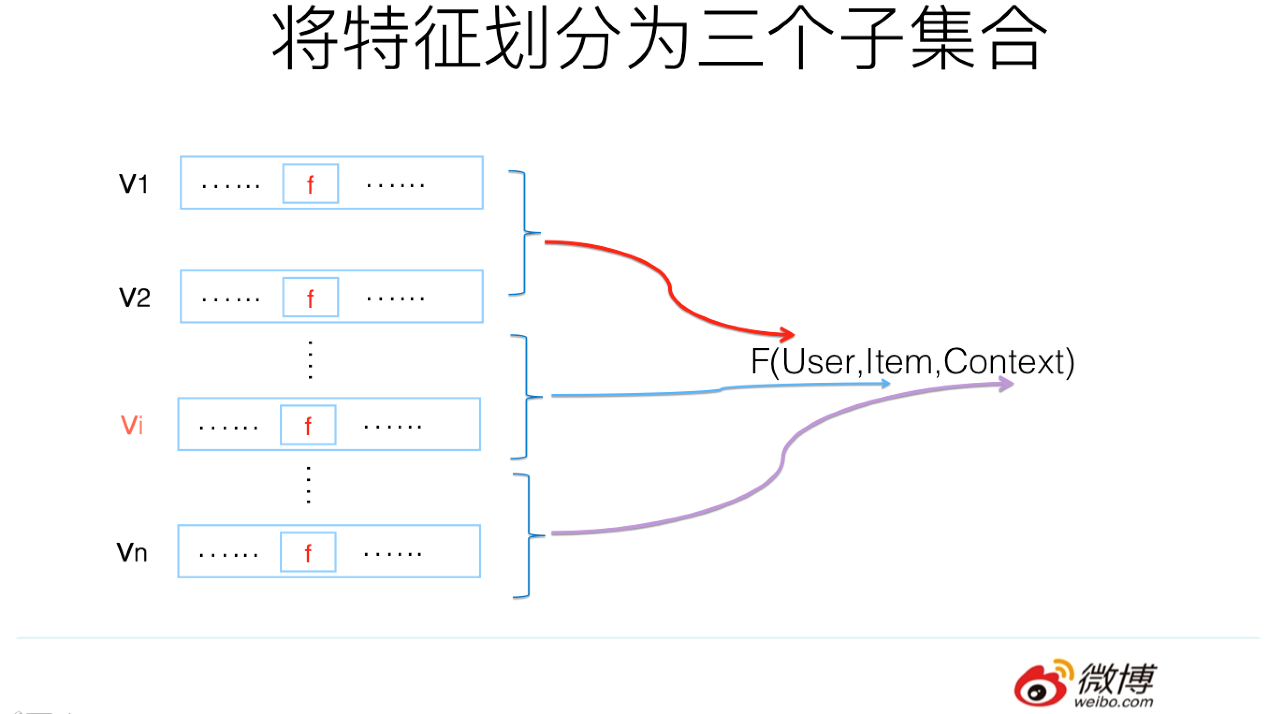 将特征划分为三个子集合
V1 ...... f ......
V2 ...... f ......
Vi ...... f ......
Vn ...... f ......
F(User,Item,Context)
微博
weibo.com